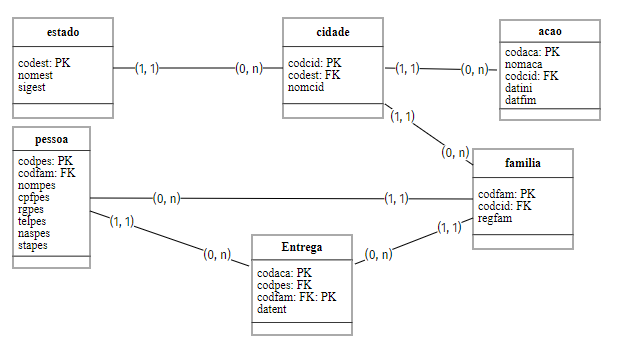 estado
codest: PK
nomest
sigest
(1, 1)
(0, n)
cidade
codcid: PK
codest: FK
nomcid
(1, 1)
(0, n)
acao
codaca: PK
nomaca
codcid: FK
datini
datfim
(1, 1)
(0, n)
pessoa
codpes: PK
codfam: FK
nompes
cpfpes
rgpes
telpes
naspes
stapes
(0, n)
(1, 1)
familia
codfam: PK
codcid: FK
regfam
(1, 1)
(0, n)
Entrega
codaca: PK
codpes: FK
codfam: FK: PK
datent
(0, n)
(1, 1)